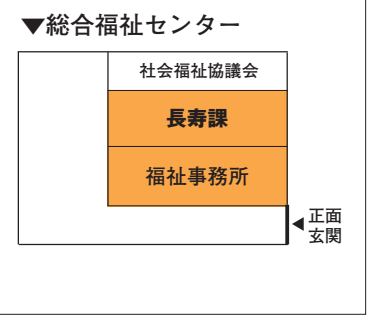 ▼総合福祉センター
社会福祉協議会
長寿課
福祉事務所
◀正面
玄関